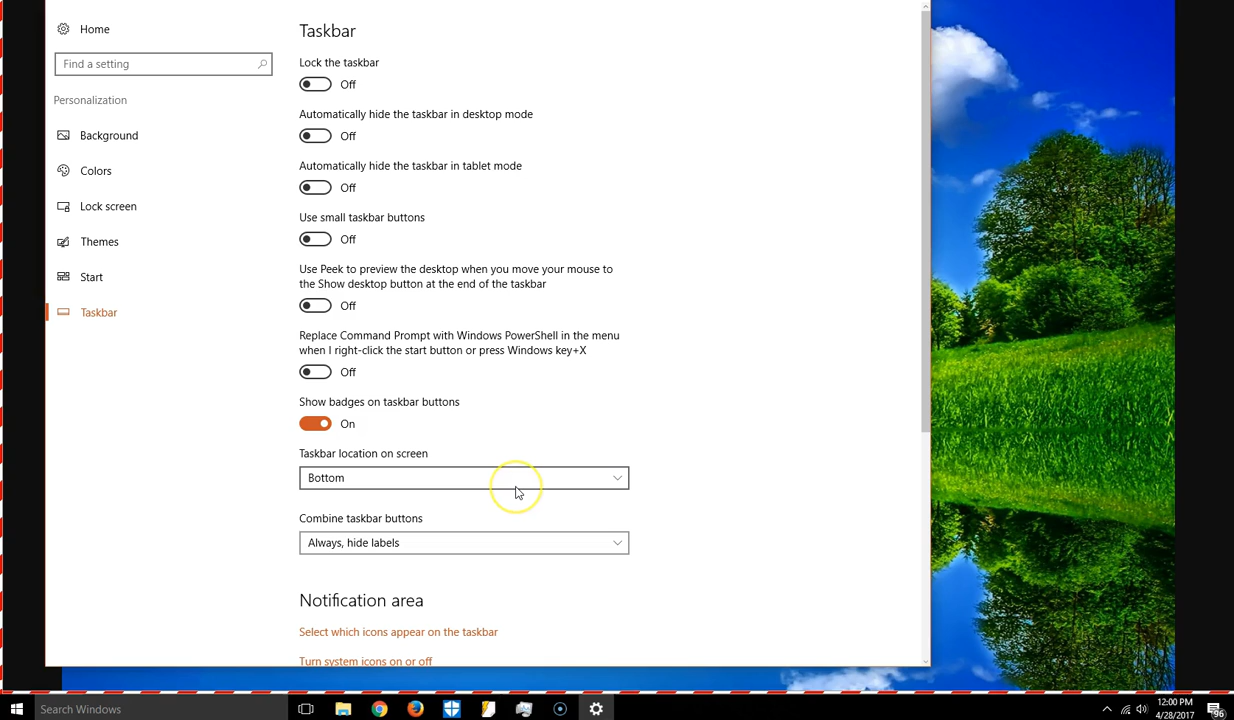 Home
Find a setting
Personalization
Background
Colors
Lock screen
Themes
Start
Taskbar
Taskbar
Lock the taskbar
Off
Automatically hide the taskbar in desktop mode
Off
Automatically hide the taskbar in tablet mode
Off
Use small taskbar buttons
Off
Use Peek to preview the desktop when you move your mouse to
the Show desktop button at the end of the taskbar
Off
Replace Command Prompt with Windows PowerShell in the menu
when I right-click the start button or press Windows key+X
Off
Show badges on taskbar buttons
On
Taskbar location on screen
Bottom
Combine taskbar buttons
Always, hide labels
Notification area
Select which icons appear on the taskbar
Turn system icons on or off
Search Windows
12:00 PM
4/28/2017
96